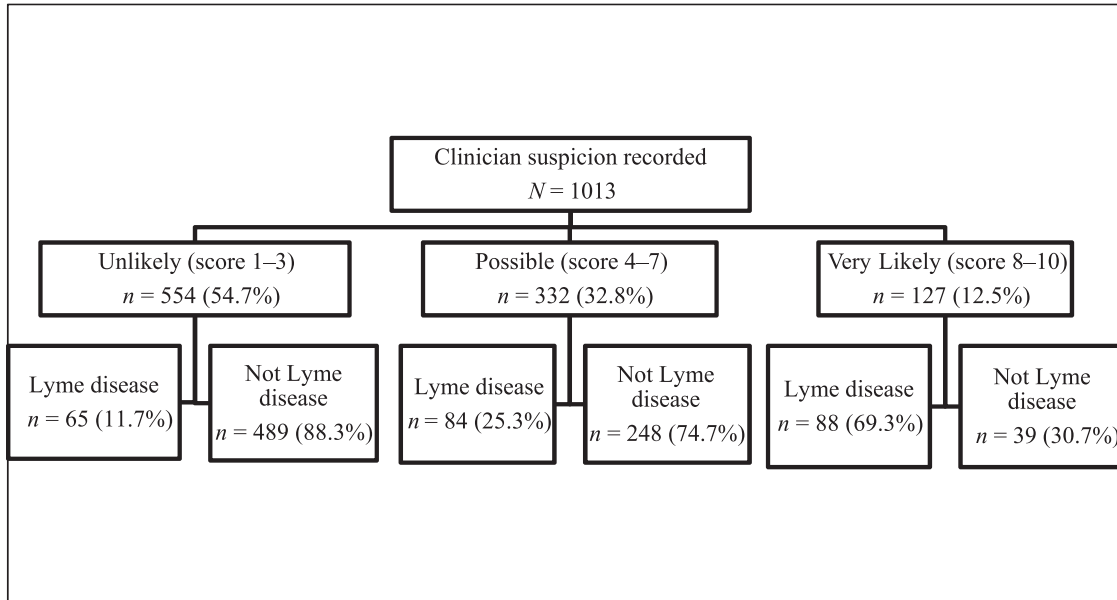 Clinician suspicion recorded
N = 1013
Unlikely (score 1–3)
n = 554 (54.7%)
Possible (score 4–7)
n = 332 (32.8%)
Very Likely (score 8–10)
n = 127 (12.5%)
Lyme disease
n = 65 (11.7%)
Not Lyme
disease
n = 489 (88.3%)
Lyme disease
n = 84 (25.3%)
Not Lyme
disease
n = 248 (74.7%)
Lyme disease
n = 88 (69.3%)
Not Lyme
disease
n = 39 (30.7%)